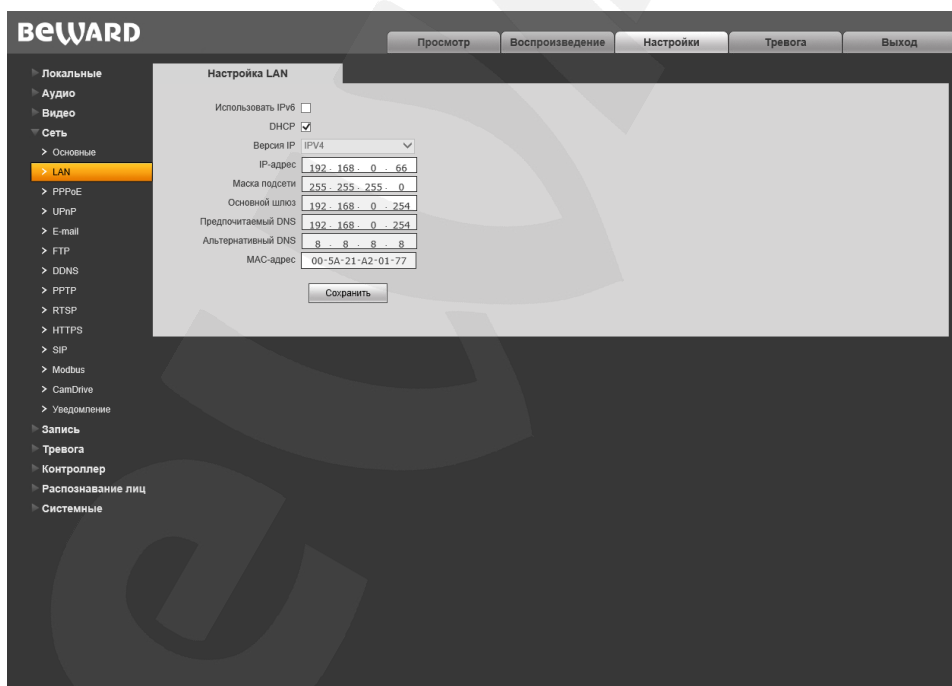 BEWARD
Просмотр
Воспроизведение
Настройки
Тревога
Выход
Локальные
Аудио
Видео
Сеть
Основные
LAN
PPPoE
UPnP
E-mail
FTP
DDNS
PPTP
RTSP
HTTPS
SIP
Modbus
CamDrive
Уведомление
Запись
Тревога
Контроллер
Распознавание лиц
Системные
Настройка LAN
Использовать IPv6
DHCP
Версия IP IPV4
IP-адрес 192 . 168 . 0 . 66
Маска подсети 255 . 255 . 255 . 0
Основной шлюз 192 . 168 . 0 . 254
Предпочитаемый DNS 192 . 168 . 0 . 254
Альтернативный DNS 8 . 8 . 8 . 8
MAC-адрес 00-5A-21-A2-01-77
Сохранить